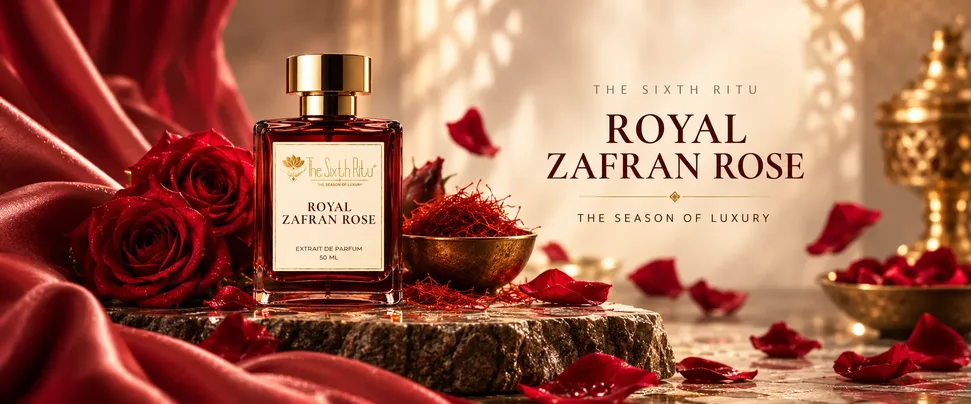 The Sixth Ritu
THE SEASON OF LUXURY
ROYAL
ZAFRAN ROSE
EXTRAIT DE PARFUM
50 ML
THE SIXTH RITU
ROYAL
ZAFRAN ROSE
THE SEASON OF LUXURY